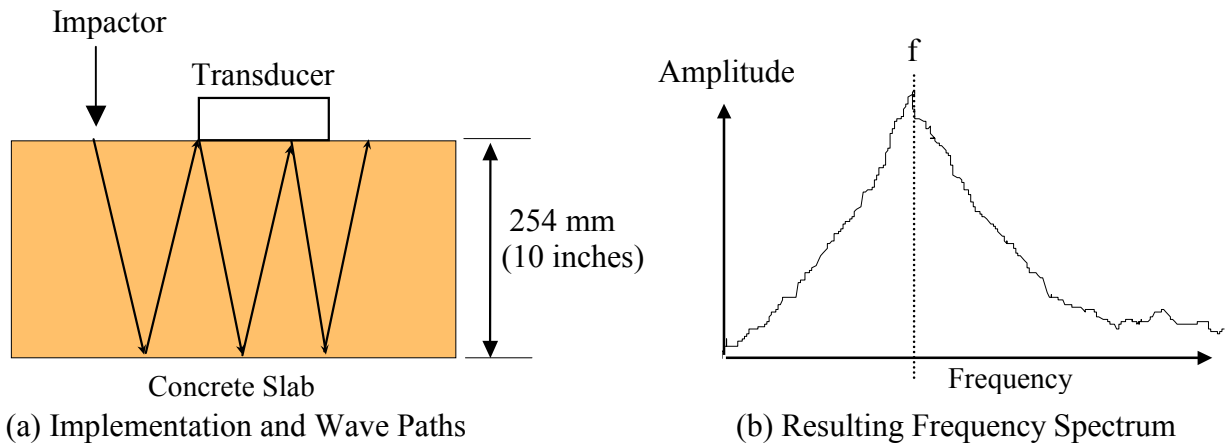 Impactor
Transducer
254 mm
(10 inches)
Concrete Slab
(a) Implementation and Wave Paths
f
Amplitude
Frequency
(b) Resulting Frequency Spectrum